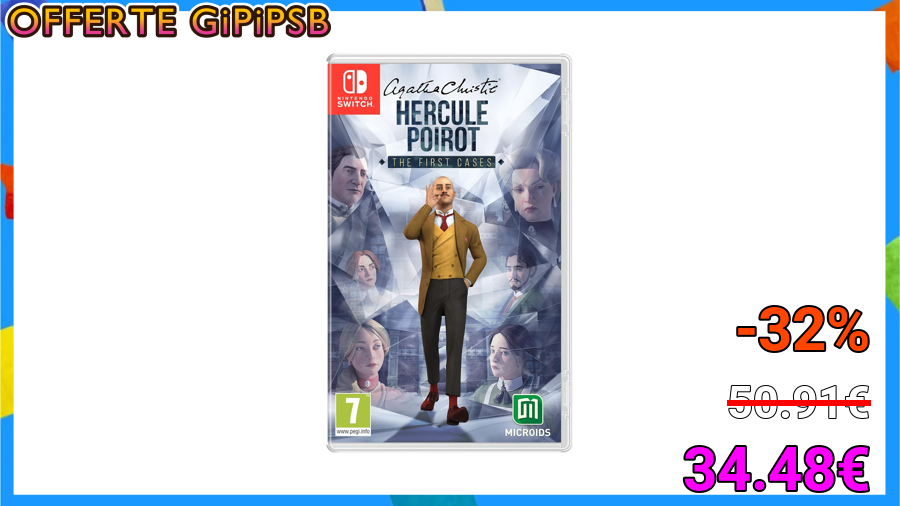 OFFERTE GiPiPSB
NINTENDO
SWITCH
Agatha Christie
HERCULE
POIROT
THE FIRST CASES
7
www.pegi.info
MICROIDS
-32%
50.91€
34.48€